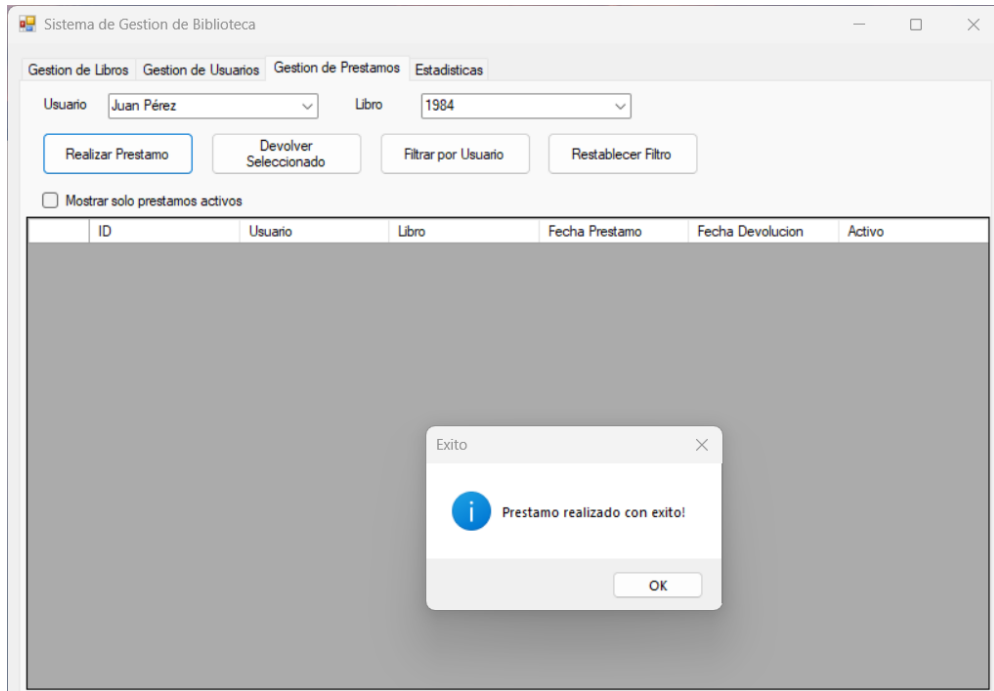 Sistema de Gestion de Biblioteca
Gestion de Libros Gestion de Usuarios Gestion de Prestamos Estadisticas
Usuario Juan Pérez Libro 1984
Realizar Prestamo Devolver Seleccionado Filtrar por Usuario Restablecer Filtro
Mostrar solo prestamos activos
ID Usuario Libro Fecha Prestamo Fecha Devolucion Activo
Exito
Prestamo realizado con exito!
OK